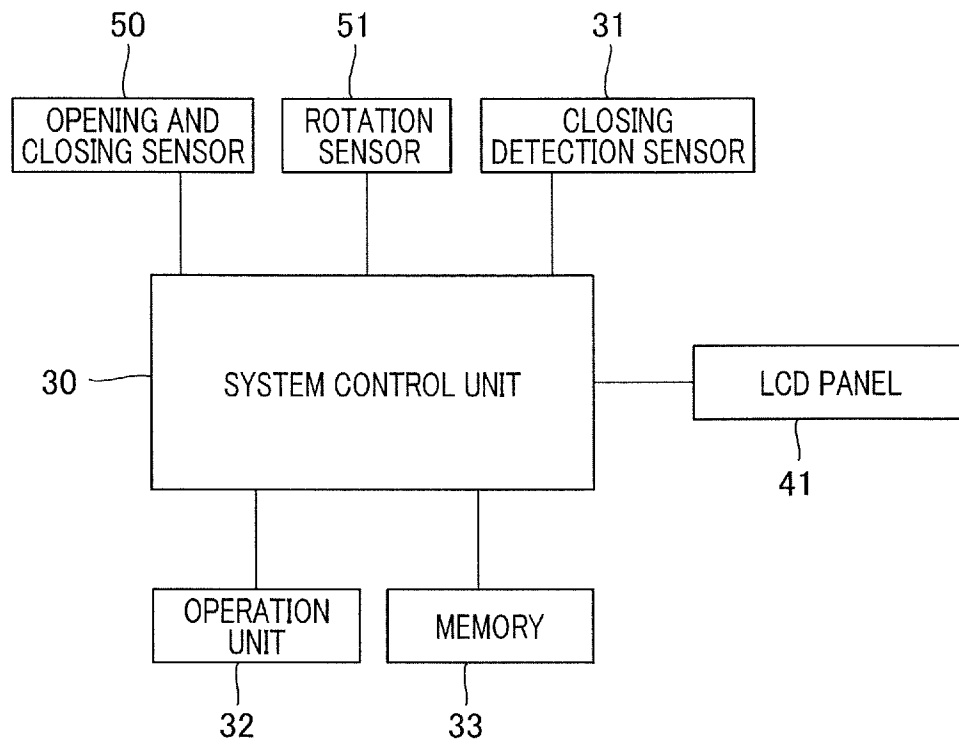 50
51
31
OPENING AND
CLOSING SENSOR
ROTATION
SENSOR
CLOSING
DETECTION SENSOR
30
SYSTEM CONTROL UNIT
LCD PANEL
41
OPERATION
UNIT
MEMORY
32
33